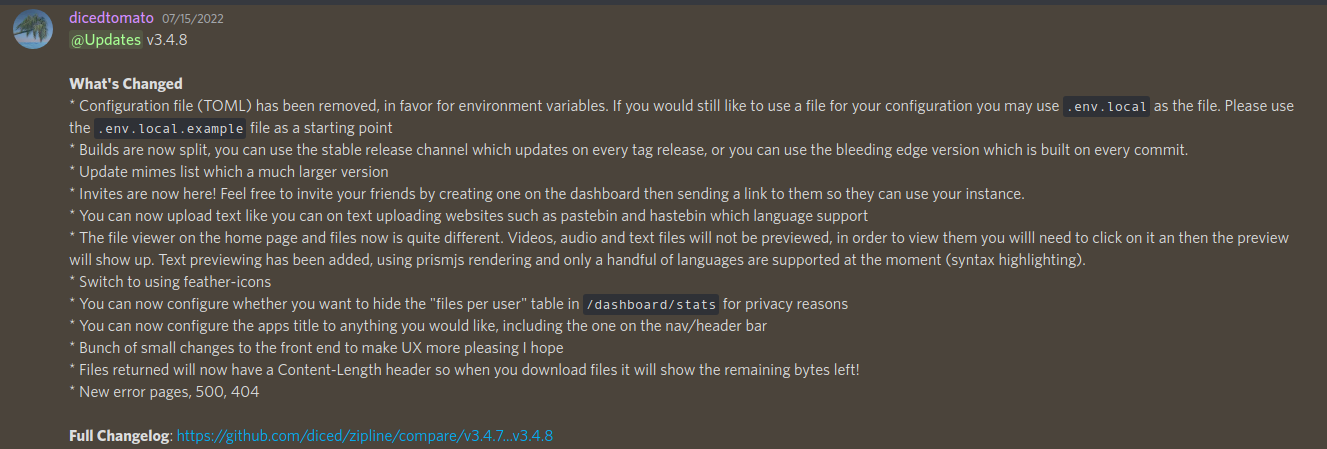 dicedtomato 07/15/2022
@Updates v3.4.8
What's Changed
* Configuration file (TOML) has been removed, in favor for environment variables. If you would still like to use a file for your configuration you may use .env.local as the file. Please use
the .env.local.example file as a starting point
* Builds are now split, you can use the stable release channel which updates on every tag release, or you can use the bleeding edge version which is built on every commit.
* Update mimes list which a much larger version
* Invites are now here! Feel free to invite your friends by creating one on the dashboard then sending a link to them so they can use your instance.
* You can now upload text like you can on text uploading websites such as pastebin and hastebin which language support
* The file viewer on the home page and files now is quite different. Videos, audio and text files will not be previewed, in order to view them you willl need to click on it an then the preview
will show up. Text previewing has been added, using prismjs rendering and only a handful of languages are supported at the moment (syntax highlighting).
* Switch to using feather-icons
* You can now configure whether you want to hide the "files per user" table in /dashboard/stats for privacy reasons
* You can now configure the apps title to anything you would like, including the one on the nav/header bar
* Bunch of small changes to the front end to make UX more pleasing I hope
* Files returned will now have a Content-Length header so when you download files it will show the remaining bytes left!
* New error pages, 500, 404
Full Changelog: https://github.com/diced/zipline/compare/v3.4.7...v3.4.8